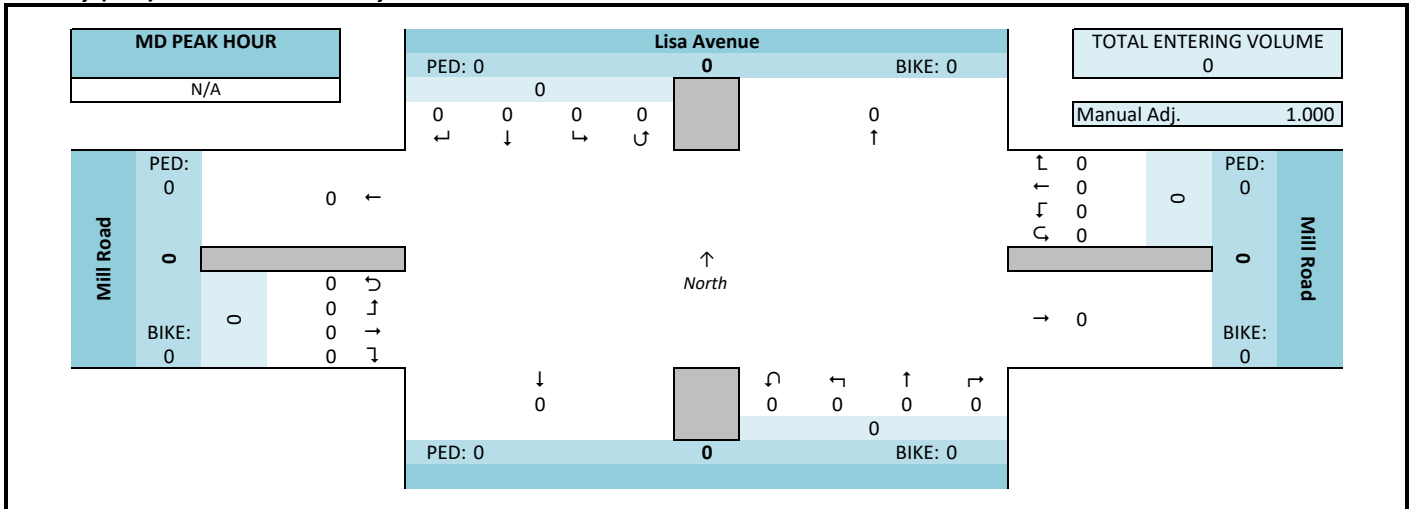 MD PEAK HOUR
N/A
Lisa Avenue
PED: 0 0 BIKE: 0
0
0 0 0 0 0
↵ ↓ ↳ ⮍ ↑
TOTAL ENTERING VOLUME
0
Manual Adj. 1.000
Mill Road
PED:
0
0
BIKE:
0
0
0 ←
0 ⮌
0 ⮥
0 →
0 ⮧
↑
North
↰ 0
← 0
↲ 0
⮎ 0
0
→ 0
PED:
0
0
BIKE:
0
Mill Road
↓ ⮏ ↰ ↑ ↱
0 0 0 0 0
0
PED: 0 0 BIKE: 0